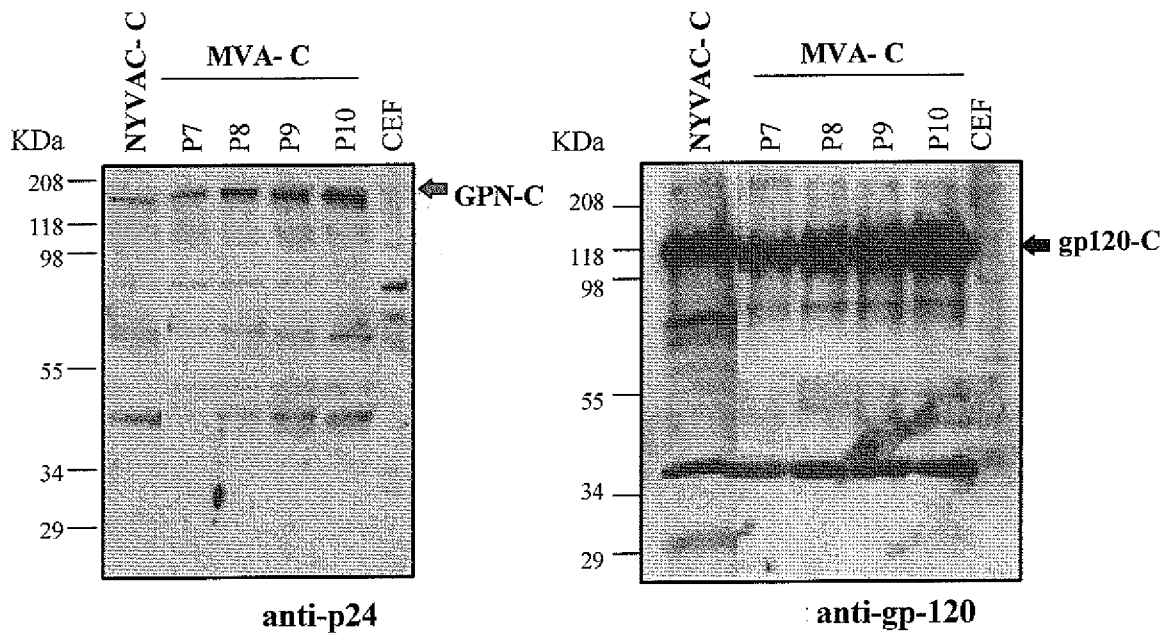 NYVAC- C
MVA- C
P7
P8
P9
P10
CEF
KDa
208
118
98
55
34
29
GPN-C
anti-p24
NYVAC- C
MVA- C
P7
P8
P9
P10
CEF
KDa
208
118
98
55
34
29
gp120-C
anti-gp-120